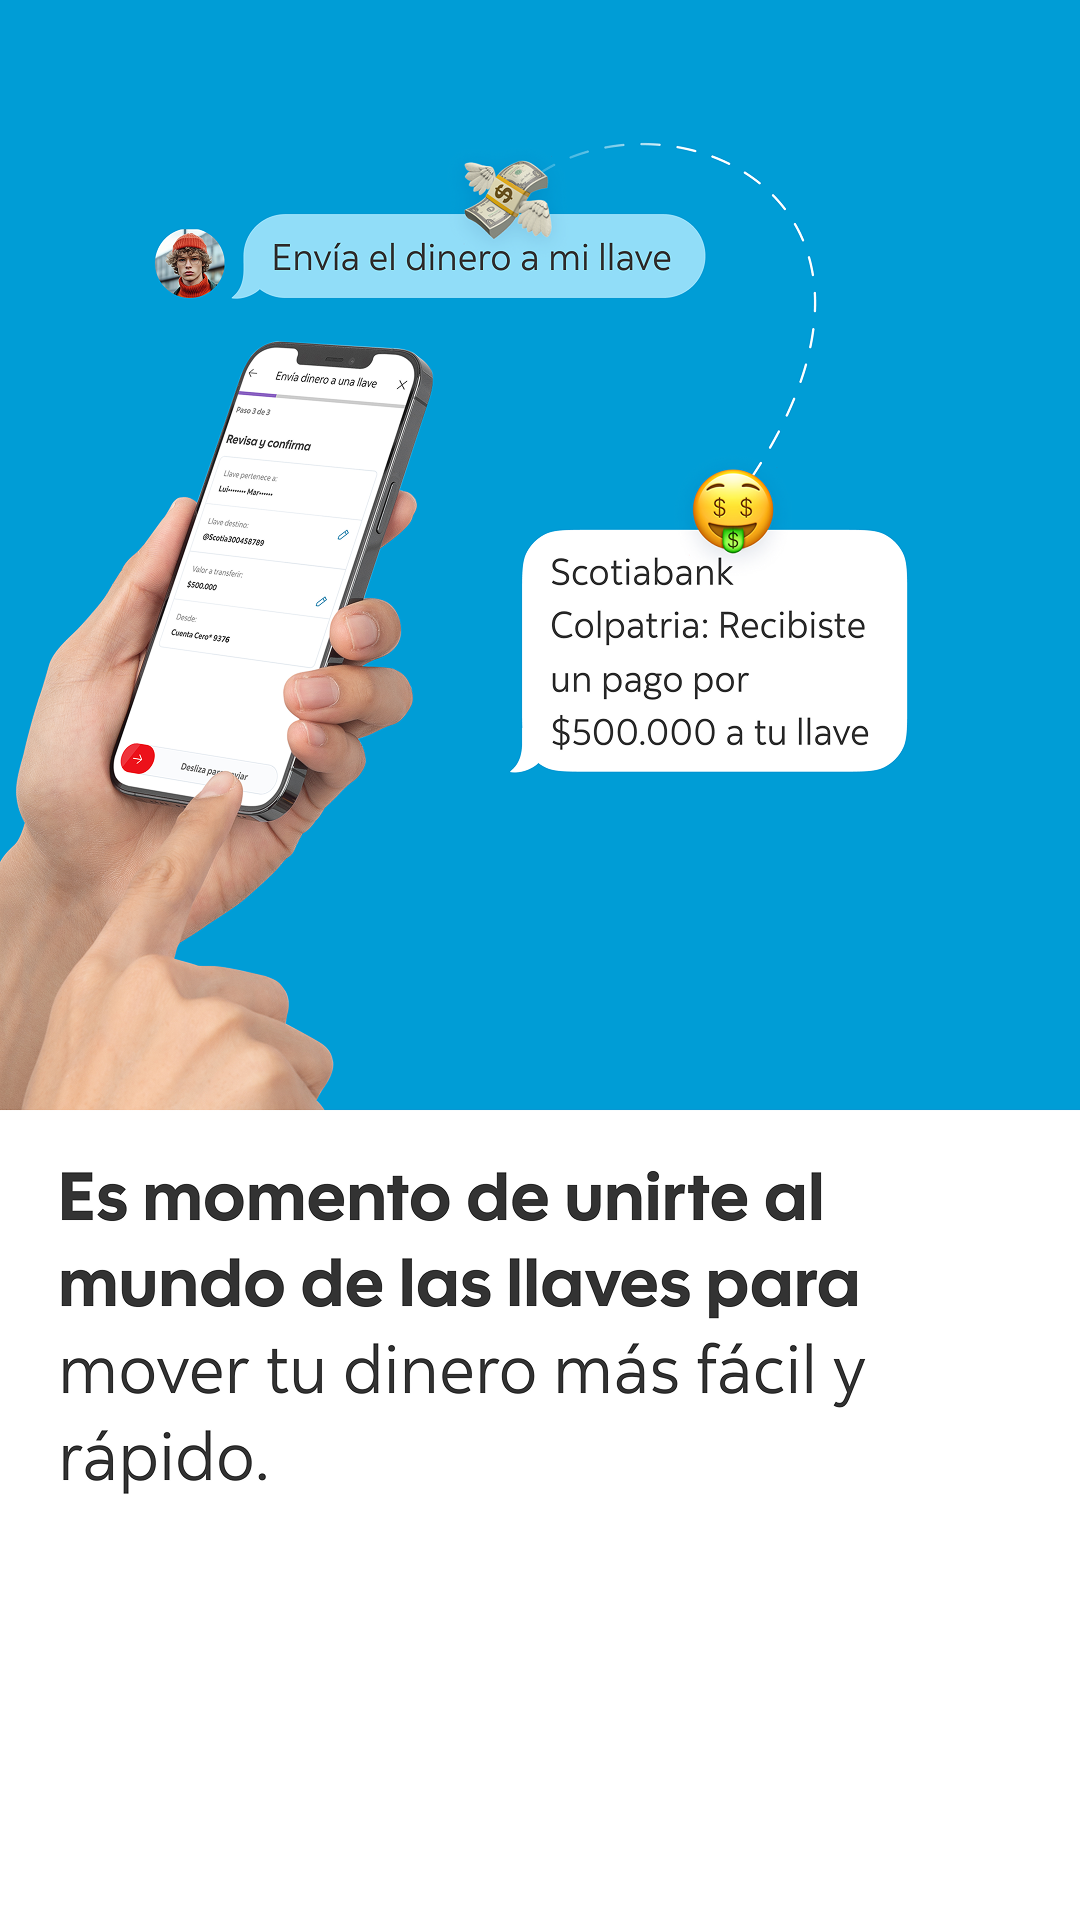 Envía el dinero a mi llave
Envía dinero a una llave
Paso 3 de 3
Revisa y confirma
Llave pertenece a:
Lui•••••••• Mar••••••
Llave destino:
@Scotia300458789
Valor a transferir:
$500.000
Desde:
Cuenta Cero* 9376
Desliza
Scotiabank
Colpatria: Recibiste
un pago por
$500.000 a tu llave
Es momento de unirte al
mundo de las llaves para
mover tu dinero más fácil y
rápido.